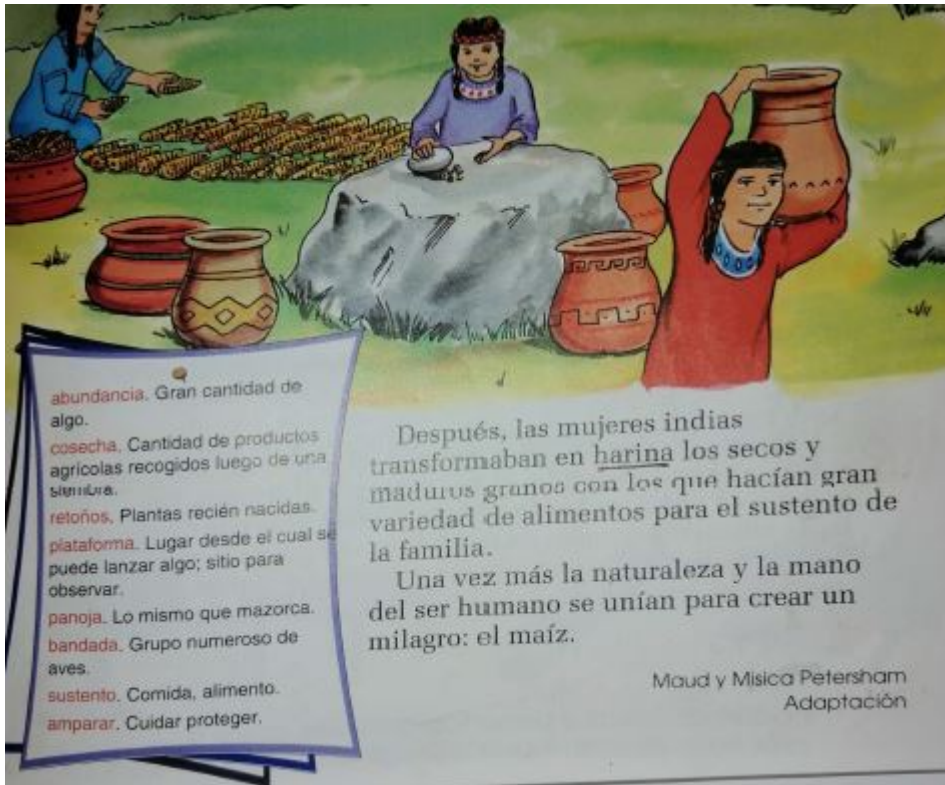 abundancia. Gran cantidad de
algo.
cosecha. Cantidad de productos
agrícolas recogidos luego de una
siembra.
retoños. Plantas recién nacidas.
plataforma. Lugar desde el cual se
puede lanzar algo; sitio para
observar.
panoja. Lo mismo que mazorca.
bandada. Grupo numeroso de
aves.
sustento. Comida, alimento.
amparar. Cuidar proteger.
Después, las mujeres indias
transformaban en harina los secos y
maduros granos con los que hacían gran
variedad de alimentos para el sustento de
la familia.
Una vez más la naturaleza y la mano
del ser humano se unían para crear un
milagro: el maíz.
Maud y Misica Petersham
Adaptación